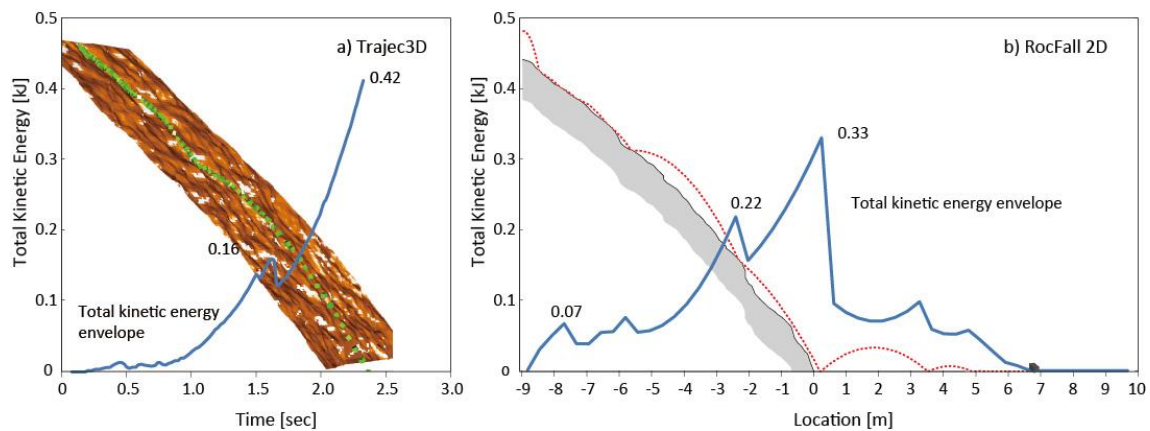 a) Trajec3D
Total Kinetic Energy [kJ]
0.5
0.4
0.3
0.2
0.1
0
0.42
0.16
Total kinetic energy
envelope
0 0.5 1.0 1.5 2.0 2.5 3.0
Time [sec]
b) RocFall 2D
Total Kinetic Energy [kJ]
0.5
0.4
0.3
0.2
0.1
0
0.33
0.22
Total kinetic energy envelope
0.07
-9 -8 -7 -6 -5 -4 -3 -2 -1 0 1 2 3 4 5 6 7 8 9 10
Location [m]